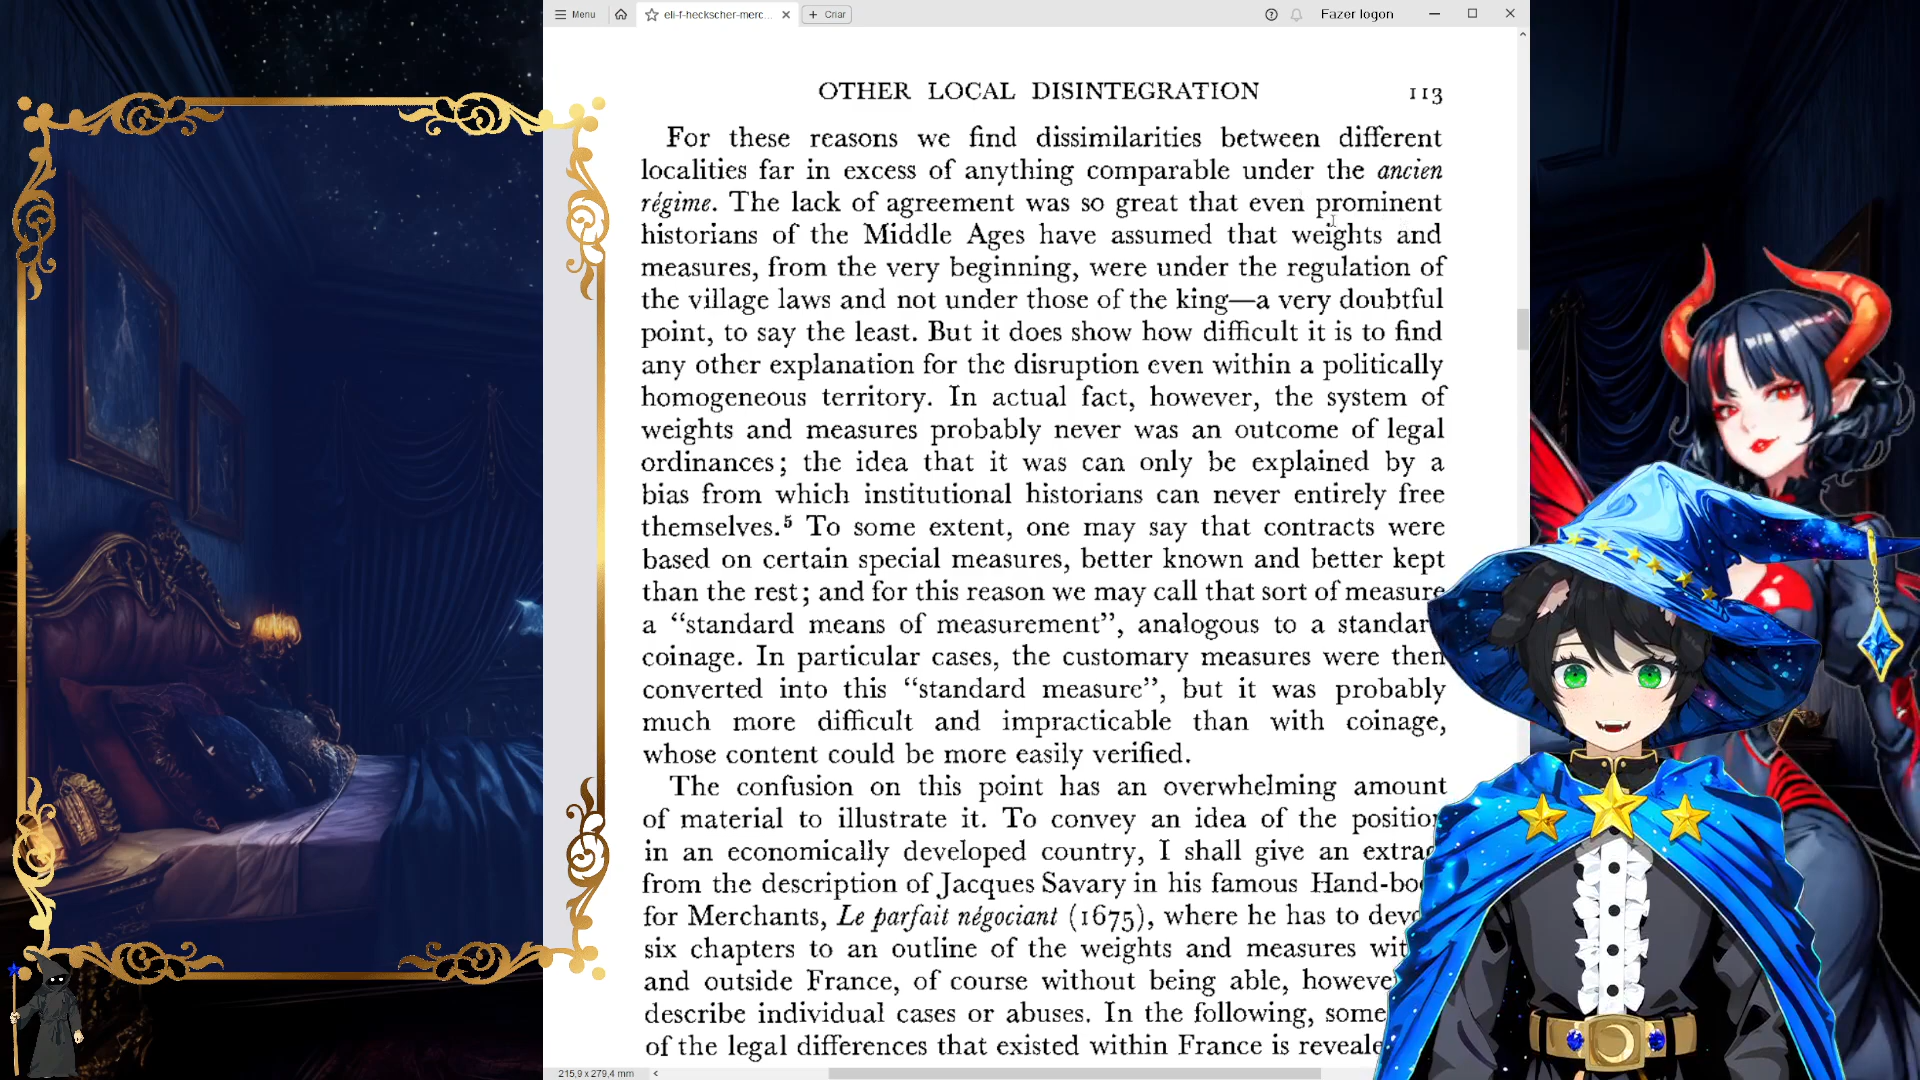 Menu
eli-f-heckscher-merc...
Criar
Fazer logon
OTHER LOCAL DISINTEGRATION 113
For these reasons we find dissimilarities between different
localities far in excess of anything comparable under the ancien
régime. The lack of agreement was so great that even prominent
historians of the Middle Ages have assumed that weights and
measures, from the very beginning, were under the regulation of
the village laws and not under those of the king—a very doubtful
point, to say the least. But it does show how difficult it is to find
any other explanation for the disruption even within a politically
homogeneous territory. In actual fact, however, the system of
weights and measures probably never was an outcome of legal
ordinances; the idea that it was can only be explained by a
bias from which institutional historians can never entirely free
themselves.⁵ To some extent, one may say that contracts were
based on certain special measures, better known and better kept
than the rest; and for this reason we may call that sort of measure
a “standard means of measurement”, analogous to a standar
coinage. In particular cases, the customary measures were then
converted into this “standard measure”, but it was probably
much more difficult and impracticable than with coinage,
whose content could be more easily verified.
The confusion on this point has an overwhelming amount
of material to illustrate it. To convey an idea of the position
in an economically developed country, I shall give an extra
from the description of Jacques Savary in his famous Hand-bo
for Merchants, Le parfait négociant (1675), where he has to dev
six chapters to an outline of the weights and measures wit
and outside France, of course without being able, howeve
describe individual cases or abuses. In the following, some
of the legal differences that existed within France is reveale
215,9 x 279,4 mm